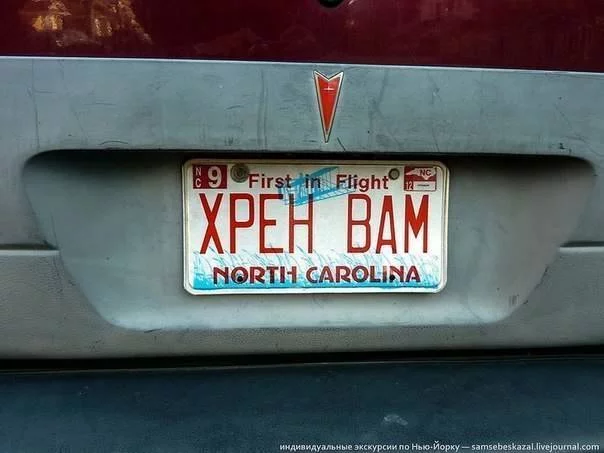 NC 9 First in Flight NC 12
XPEH BAM
NORTH CAROLINA
индивидуальные экскурсии по Нью-Йорку — samsebeskazal.livejournal.com